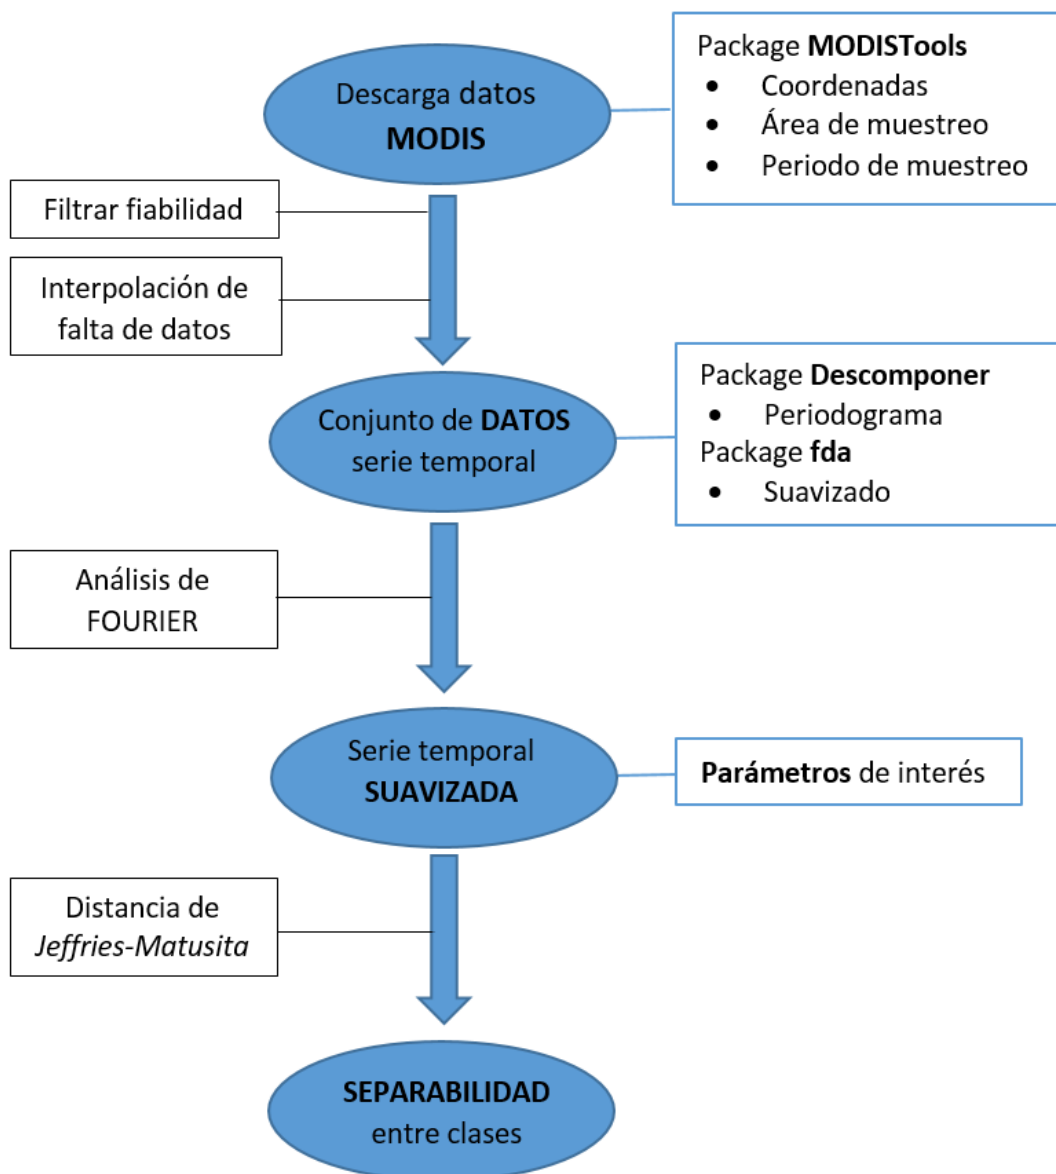 Descarga datos
MODIS
Package MODISTools
• Coordenadas
• Área de muestreo
• Periodo de muestreo
Filtrar fiabilidad
Interpolación de
falta de datos
Conjunto de DATOS
serie temporal
Package Descomponer
• Periodograma
Package fda
• Suavizado
Análisis de
FOURIER
Serie temporal
SUAVIZADA
Parámetros de interés
Distancia de
Jeffries-Matusita
SEPARABILIDAD
entre clases